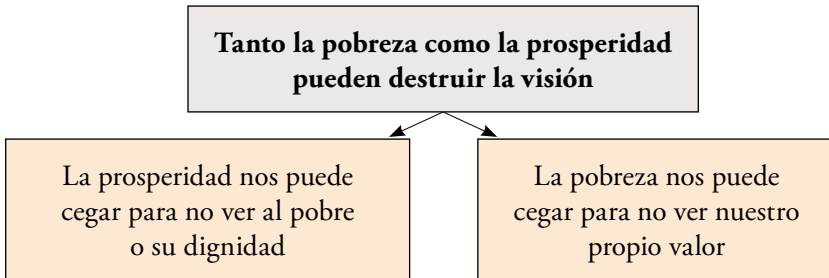 Tanto la pobreza como la prosperidad
pueden destruir la visión
La prosperidad nos puede
cegar para no ver al pobre
o su dignidad
La pobreza nos puede
cegar para no ver nuestro
propio valor